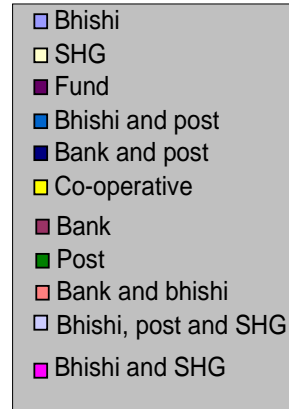 Bhishi
SHG
Fund
Bhishi and post
Bank and post
Co-operative
Bank
Post
Bank and bhishi
Bhishi, post and SHG
Bhishi and SHG